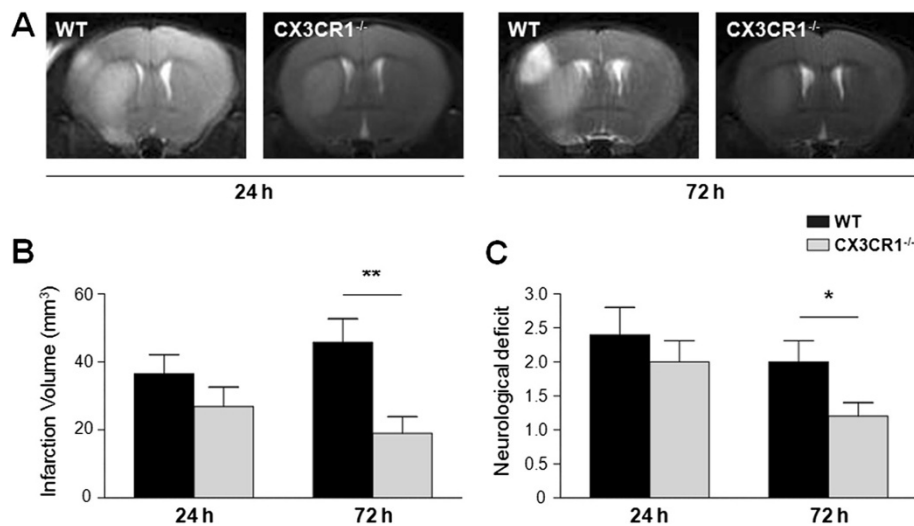 A
WT
CX3CR1-/-
WT
CX3CR1-/-
24 h
72 h
WT
CX3CR1-/-
B
Infarction Volume (mm3)
60
40
20
0
**
24 h
72 h
C
Neurological deficit
3.0
2.5
2.0
1.5
1.0
0.5
0
*
24 h
72 h